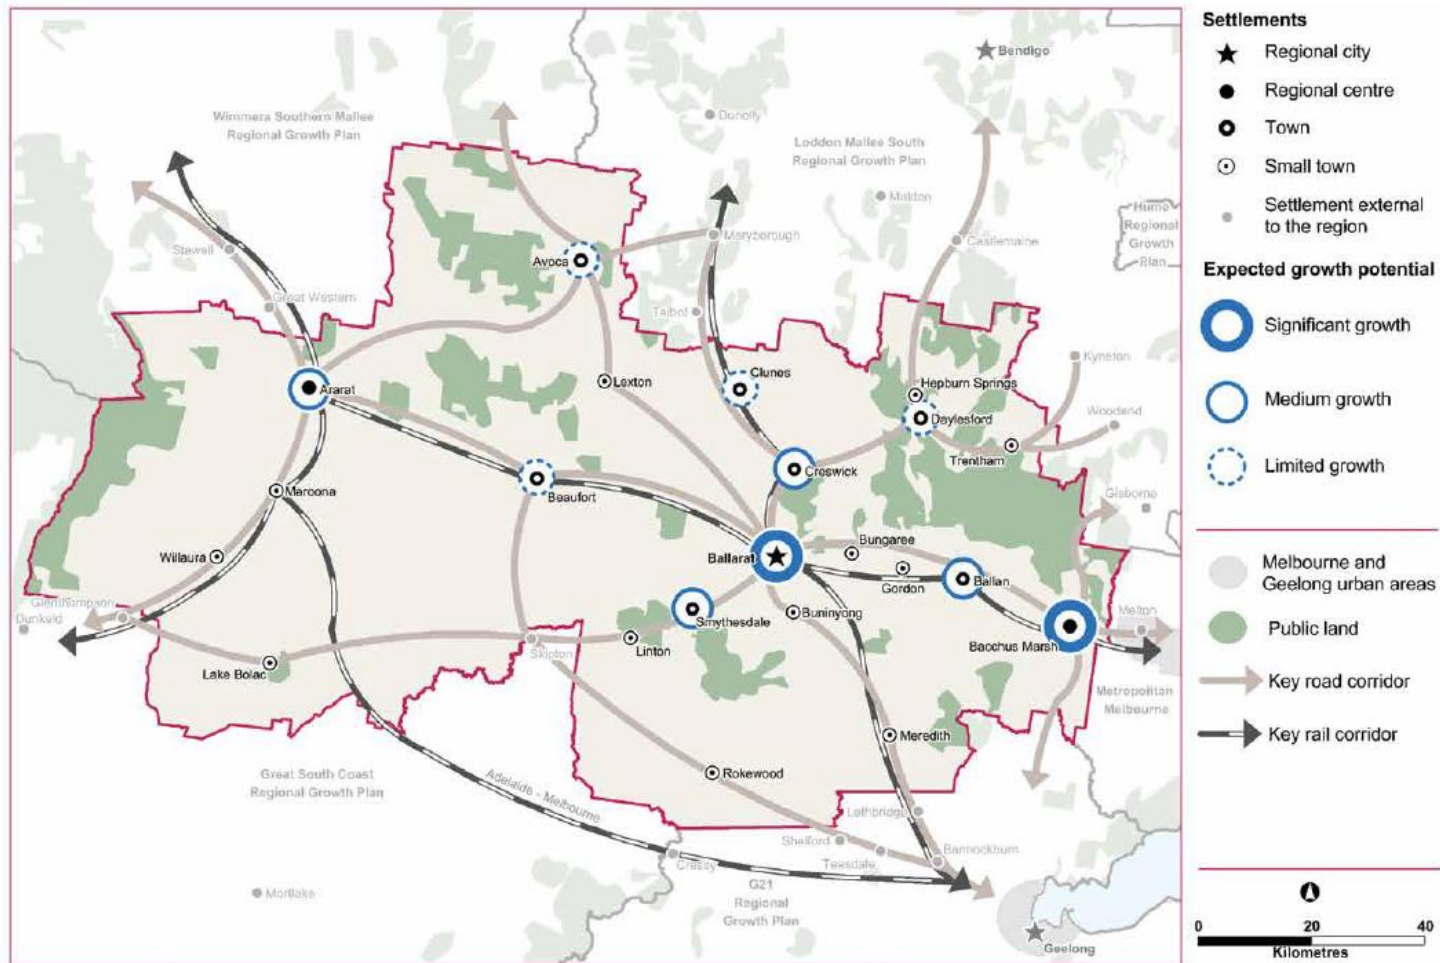 Bendigo
Wimmera Southern Mallee
Regional Growth Plan
Dunolly
Loddon Mallee South
Regional Growth Plan
Maldon
Hume
Regional
Growth
Plan
Stawell
Maryborough
Castlemaine
Avoca
Great Western
Talbot
Kyneton
Clunes
Lexton
Hepburn Springs
Ararat
Daylesford
Woodend
Trentham
Creswick
Maroona
Beaufort
Gisborne
Willaura
Ballarat
Bungaree
Gordon
Ballan
Glenthompson
Dunkeld
Smythesdale
Buninyong
Melton
Bacchus Marsh
Skipton
Linton
Lake Bolac
Metropolitan
Melbourne
Meredith
Great South Coast
Regional Growth Plan
Rokewood
Adelaide - Melbourne
Lethbridge
Shelford
Teesdale
Bannockburn
Cressy
Mortlake
G21
Regional
Growth Plan
Geelong
Settlements
Regional city
Regional centre
Town
Small town
Settlement external
to the region
Expected growth potential
Significant growth
Medium growth
Limited growth
Melbourne and
Geelong urban areas
Public land
Key road corridor
Key rail corridor
0 20 40
Kilometres